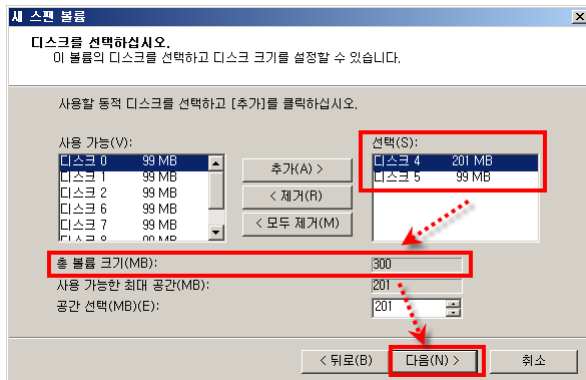 새 스팬 볼륨
디스크를 선택하십시오.
이 볼륨의 디스크를 선택하고 디스크 크기를 설정할 수 있습니다.
사용할 동적 디스크를 선택하고 [추가]를 클릭하십시오.
사용 가능(V):
디스크 0 99 MB
디스크 1 99 MB
디스크 2 99 MB
디스크 6 99 MB
디스크 7 99 MB
추가(A) >
< 제거(R)
< 모두 제거(M)
선택(S):
디스크 4 201 MB
디스크 5 99 MB
총 볼륨 크기(MB): 300
사용 가능한 최대 공간(MB): 201
공간 선택(MB)(E): 201
< 뒤로(B) 다음(N) > 취소